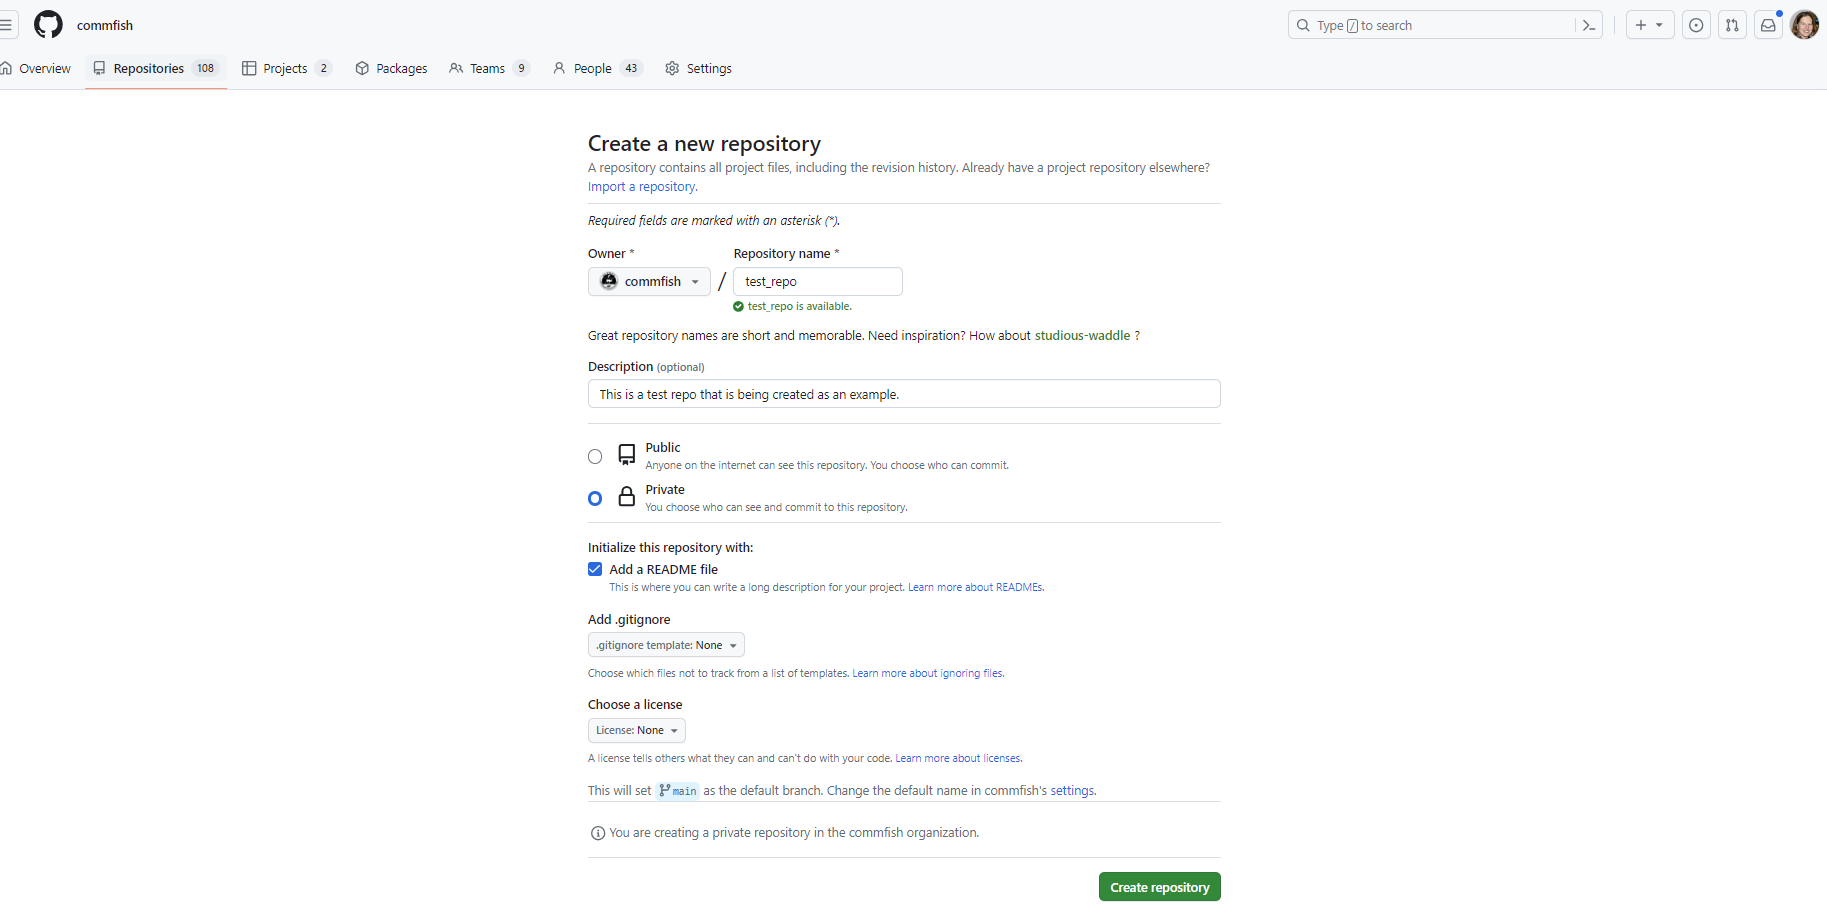 commfish
Type / to search
Overview
Repositories 108
Projects 2
Packages
Teams 9
People 43
Settings
Create a new repository
A repository contains all project files, including the revision history. Already have a project repository elsewhere?
Import a repository.
Required fields are marked with an asterisk (*).
Owner *
Repository name *
commfish
/
test_repo
test_repo is available.
Great repository names are short and memorable. Need inspiration? How about studious-waddle ?
Description (optional)
This is a test repo that is being created as an example.
Public
Anyone on the internet can see this repository. You choose who can commit.
Private
You choose who can see and commit to this repository.
Initialize this repository with:
Add a README file
This is where you can write a long description for your project. Learn more about READMEs.
Add .gitignore
.gitignore template: None
Choose which files not to track from a list of templates. Learn more about ignoring files.
Choose a license
License: None
A license tells others what they can and can't do with your code. Learn more about licenses.
This will set main as the default branch. Change the default name in commfish's settings.
You are creating a private repository in the commfish organization.
Create repository